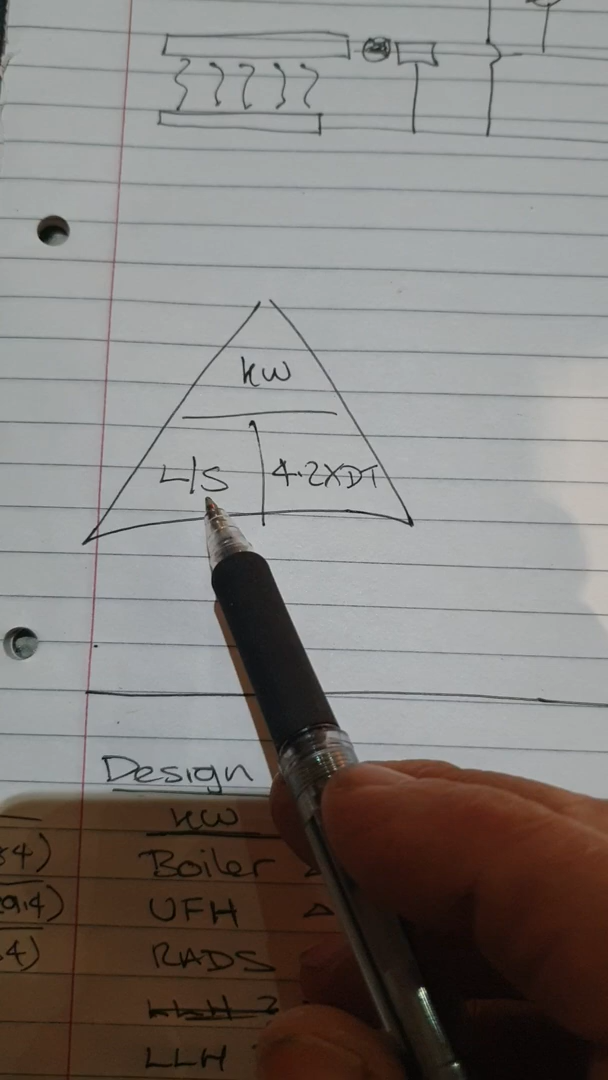 kw
L/S 4.2XDT
Design
kw
Boiler
UFH
RADS
LLH